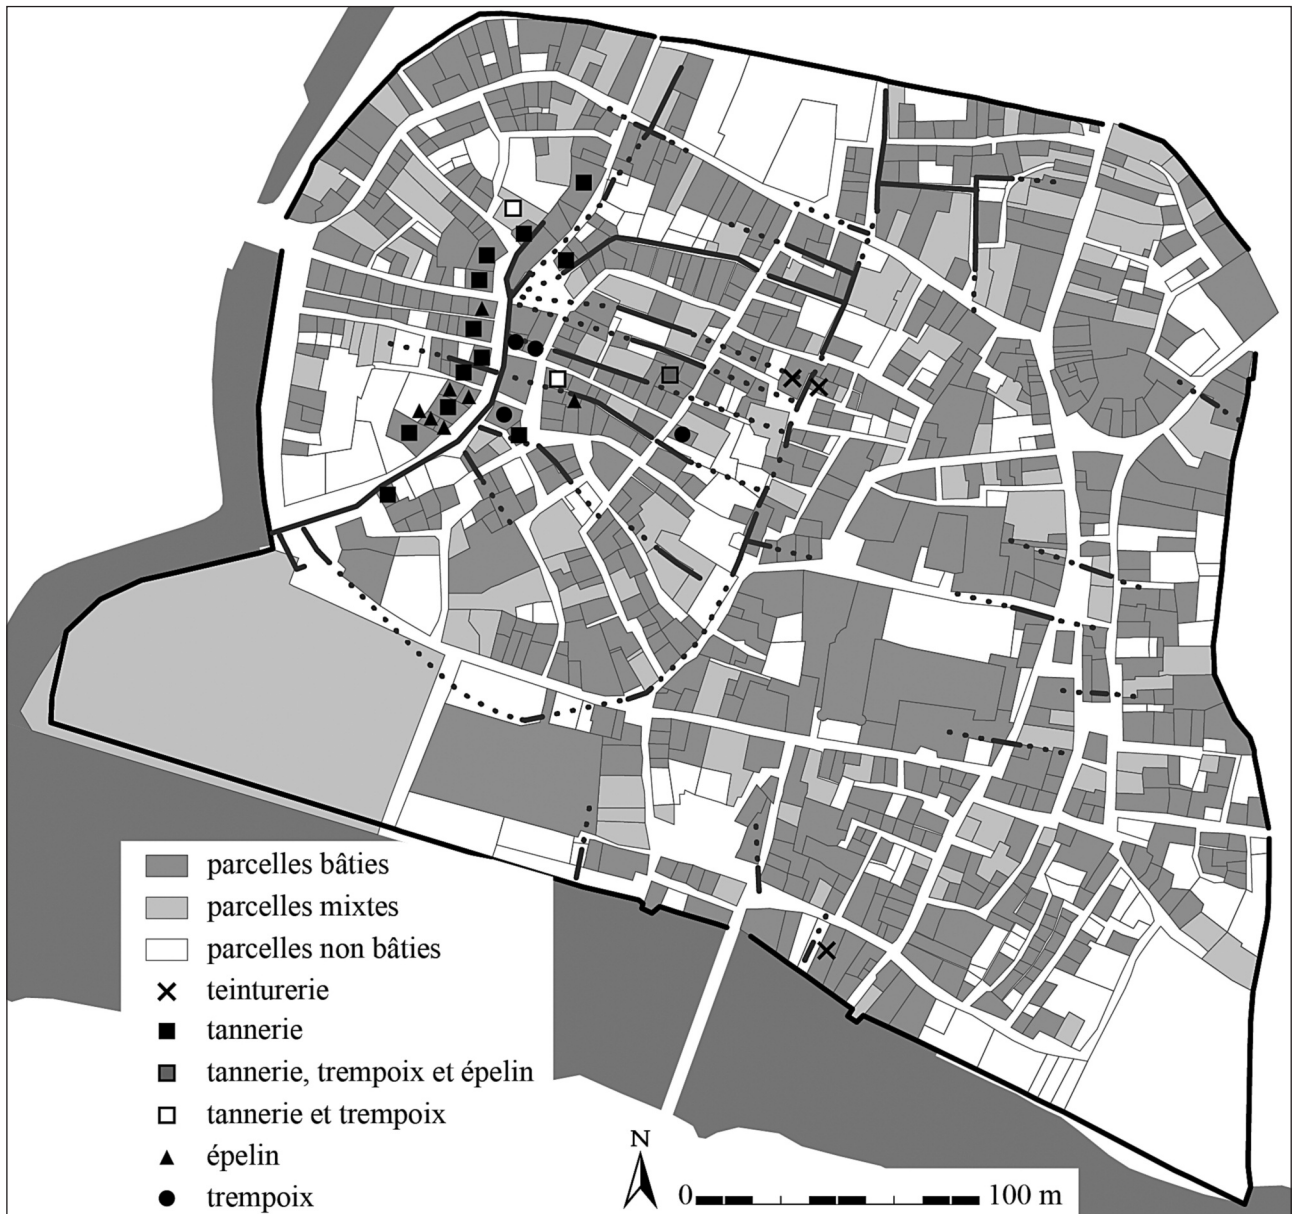 parcelles bâties
parcelles mixtes
parcelles non bâties
teinturerie
tannerie
tannerie, trempoix et épelin
tannerie et trempoix
épelin
trempoix
N
0 100 m